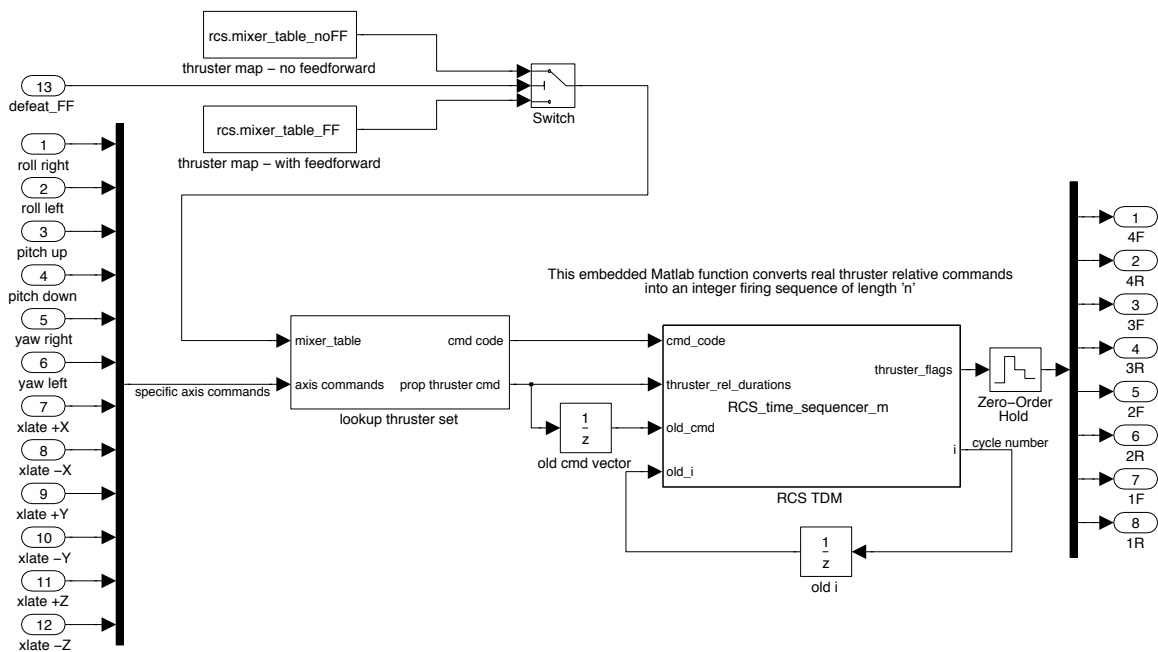 rcs.mixer_table_noFF
thruster map – no feedforward
13
defeat_FF
Switch
rcs.mixer_table_FF
thruster map – with feedforward
1
roll right
2
roll left
3
pitch up
4
pitch down
5
yaw right
6
yaw left
7
xlate +X
8
xlate –X
9
xlate +Y
10
xlate –Y
11
xlate +Z
12
xlate –Z
specific axis commands
mixer_table
cmd code
axis commands
prop thruster cmd
lookup thruster set
1
z
old cmd vector
This embedded Matlab function converts real thruster relative commands
into an integer firing sequence of length 'n'
cmd_code
thruster_flags
thruster_rel_durations
RCS_time_sequencer_m
old_cmd
i
old_i
RCS TDM
cycle number
1
z
old i
Zero–Order
Hold
1
4F
2
4R
3
3F
4
3R
5
2F
6
2R
7
1F
8
1R